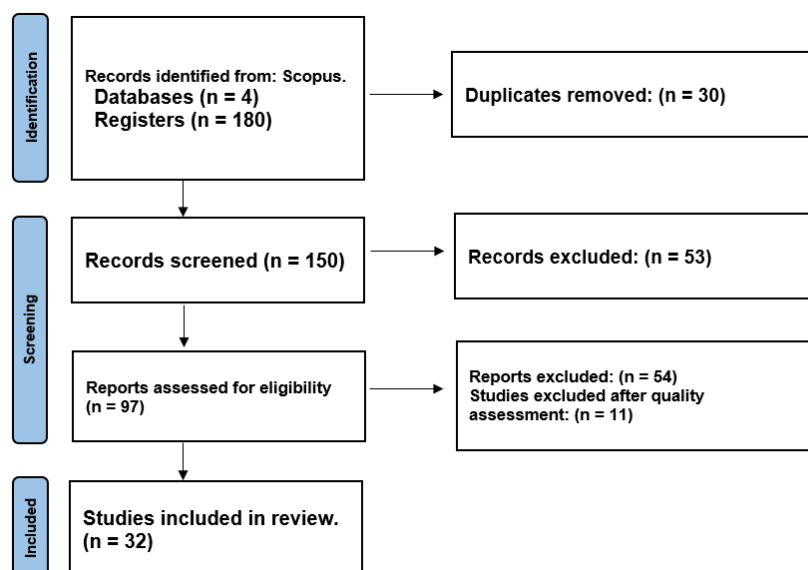 Identification
Records identified from: Scopus.
Databases (n = 4)
Registers (n = 180)
Duplicates removed: (n = 30)
Screening
Records screened (n = 150)
Records excluded: (n = 53)
Reports assessed for eligibility
(n = 97)
Reports excluded: (n = 54)
Studies excluded after quality
assessment: (n = 11)
Included
Studies included in review.
(n = 32)